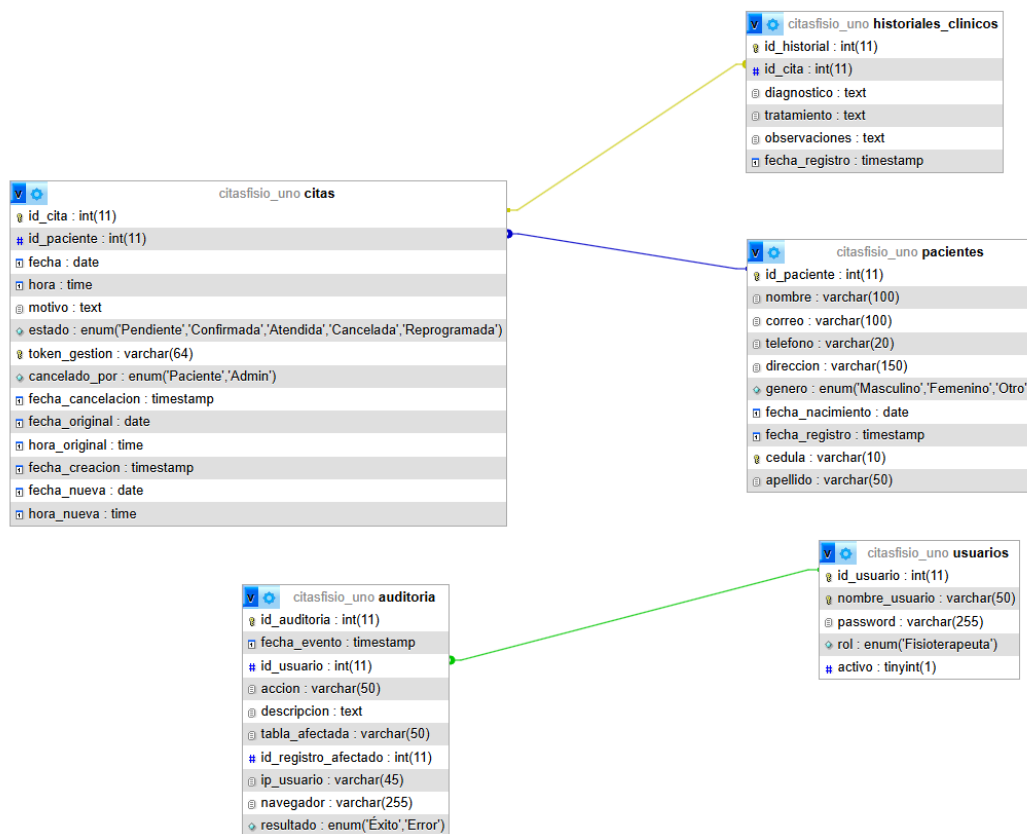 citasfisio_uno historiales_clinicos
id_historial : int(11)
id_cita : int(11)
diagnostico : text
tratamiento : text
observaciones : text
fecha_registro : timestamp
citasfisio_uno citas
id_cita : int(11)
id_paciente : int(11)
fecha : date
hora : time
motivo : text
estado : enum('Pendiente','Confirmada','Atendida','Cancelada','Reprogramada')
token_gestion : varchar(64)
cancelado_por : enum('Paciente','Admin')
fecha_cancelacion : timestamp
fecha_original : date
hora_original : time
fecha_creacion : timestamp
fecha_nueva : date
hora_nueva : time
citasfisio_uno pacientes
id_paciente : int(11)
nombre : varchar(100)
correo : varchar(100)
telefono : varchar(20)
direccion : varchar(150)
genero : enum('Masculino','Femenino','Otro'
fecha_nacimiento : date
fecha_registro : timestamp
cedula : varchar(10)
apellido : varchar(50)
citasfisio_uno usuarios
id_usuario : int(11)
nombre_usuario : varchar(50)
password : varchar(255)
rol : enum('Fisioterapeuta')
activo : tinyint(1)
citasfisio_uno auditoria
id_auditoria : int(11)
fecha_evento : timestamp
id_usuario : int(11)
accion : varchar(50)
descripcion : text
tabla_afectada : varchar(50)
id_registro_afectado : int(11)
ip_usuario : varchar(45)
navegador : varchar(255)
resultado : enum('Éxito','Error')